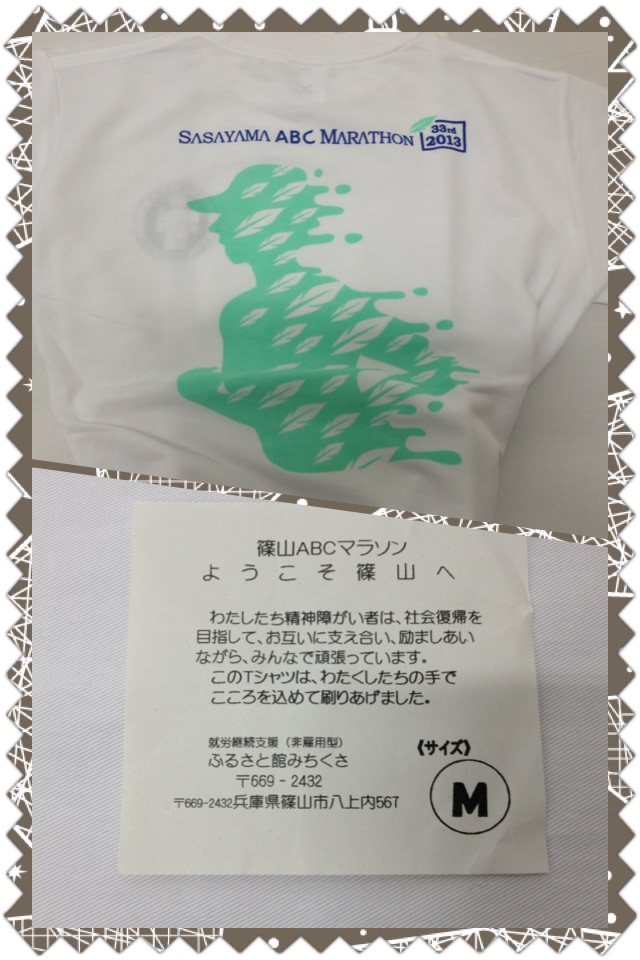 SASAYAMA ABC MARATHON 33rd 2013
篠山ABCマラソン
ようこそ篠山へ
わたしたち精神障がい者は、社会復帰を
目指して、お互いに支え合い、励ましあい
ながら、みんなで頑張っています。
このTシャツは、わたくしたちの手で
こころを込めて刷りあげました。
就労継続支援（非雇用型）
ふるさと館みちくさ
〒669-2432
〒669-2432兵庫県篠山市八上内567
《サイズ》
M